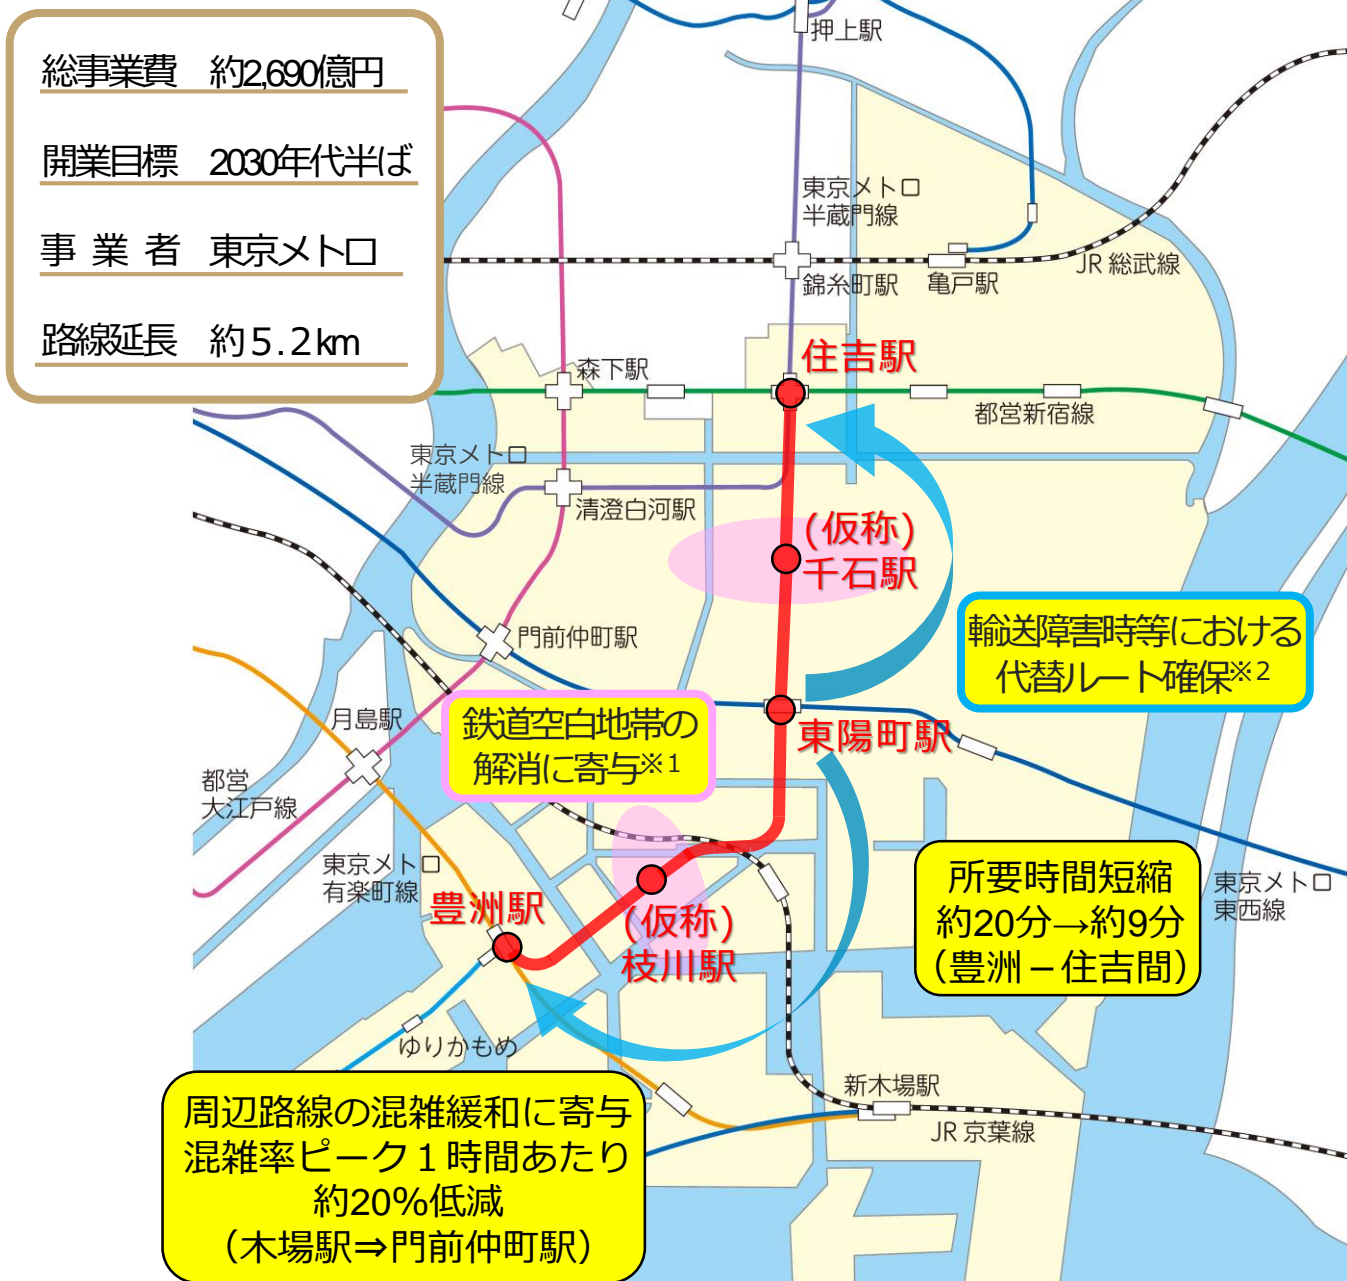 総事業費 約2,690億円
開業目標 2030年代半ば
事業者 東京メトロ
路線延長 約5.2km
押上駅
東京メトロ
半蔵門線
錦糸町駅
亀戸駅
JR 総武線
住吉駅
森下駅
都営新宿線
東京メトロ
半蔵門線
清澄白河駅
(仮称)
千石駅
門前仲町駅
輸送障害時等における
代替ルート確保※2
月島駅
鉄道空白地帯の
解消に寄与※1
東陽町駅
都営
大江戸線
東京メトロ
有楽町線
豊洲駅
(仮称)
枝川駅
所要時間短縮
約20分→約9分
(豊洲－住吉間)
東京メトロ
東西線
ゆりかもめ
新木場駅
JR 京葉線
周辺路線の混雑緩和に寄与
混雑率ピーク１時間あたり
約20%低減
(木場駅⇒門前仲町駅)